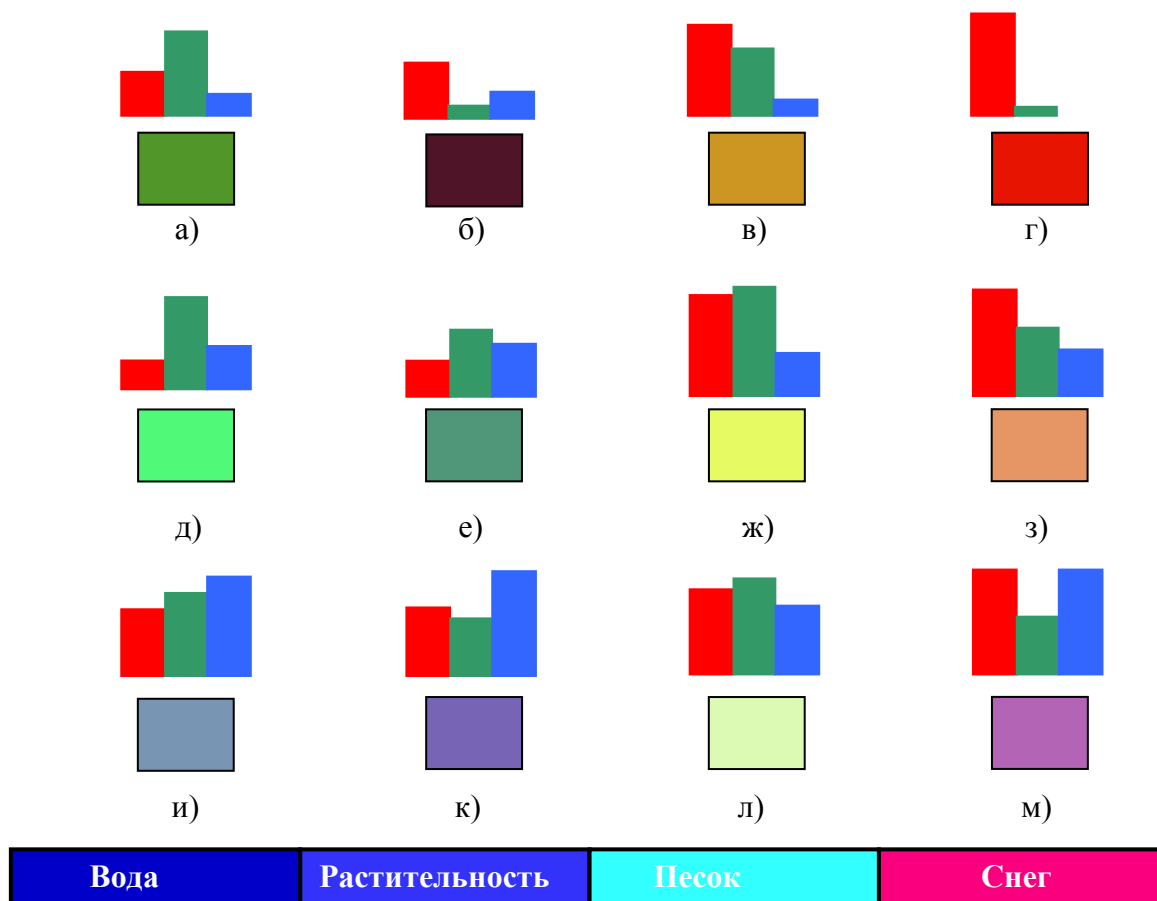 а) б) в) г)
д) е) ж) з)
и) к) л) м)
Вода Растительность Песок Снег